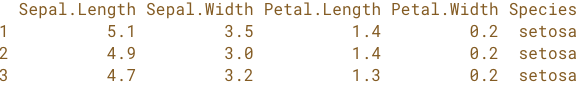 Sepal.Length Sepal.Width Petal.Length Petal.Width Species
1 5.1 3.5 1.4 0.2 setosa
2 4.9 3.0 1.4 0.2 setosa
3 4.7 3.2 1.3 0.2 setosa